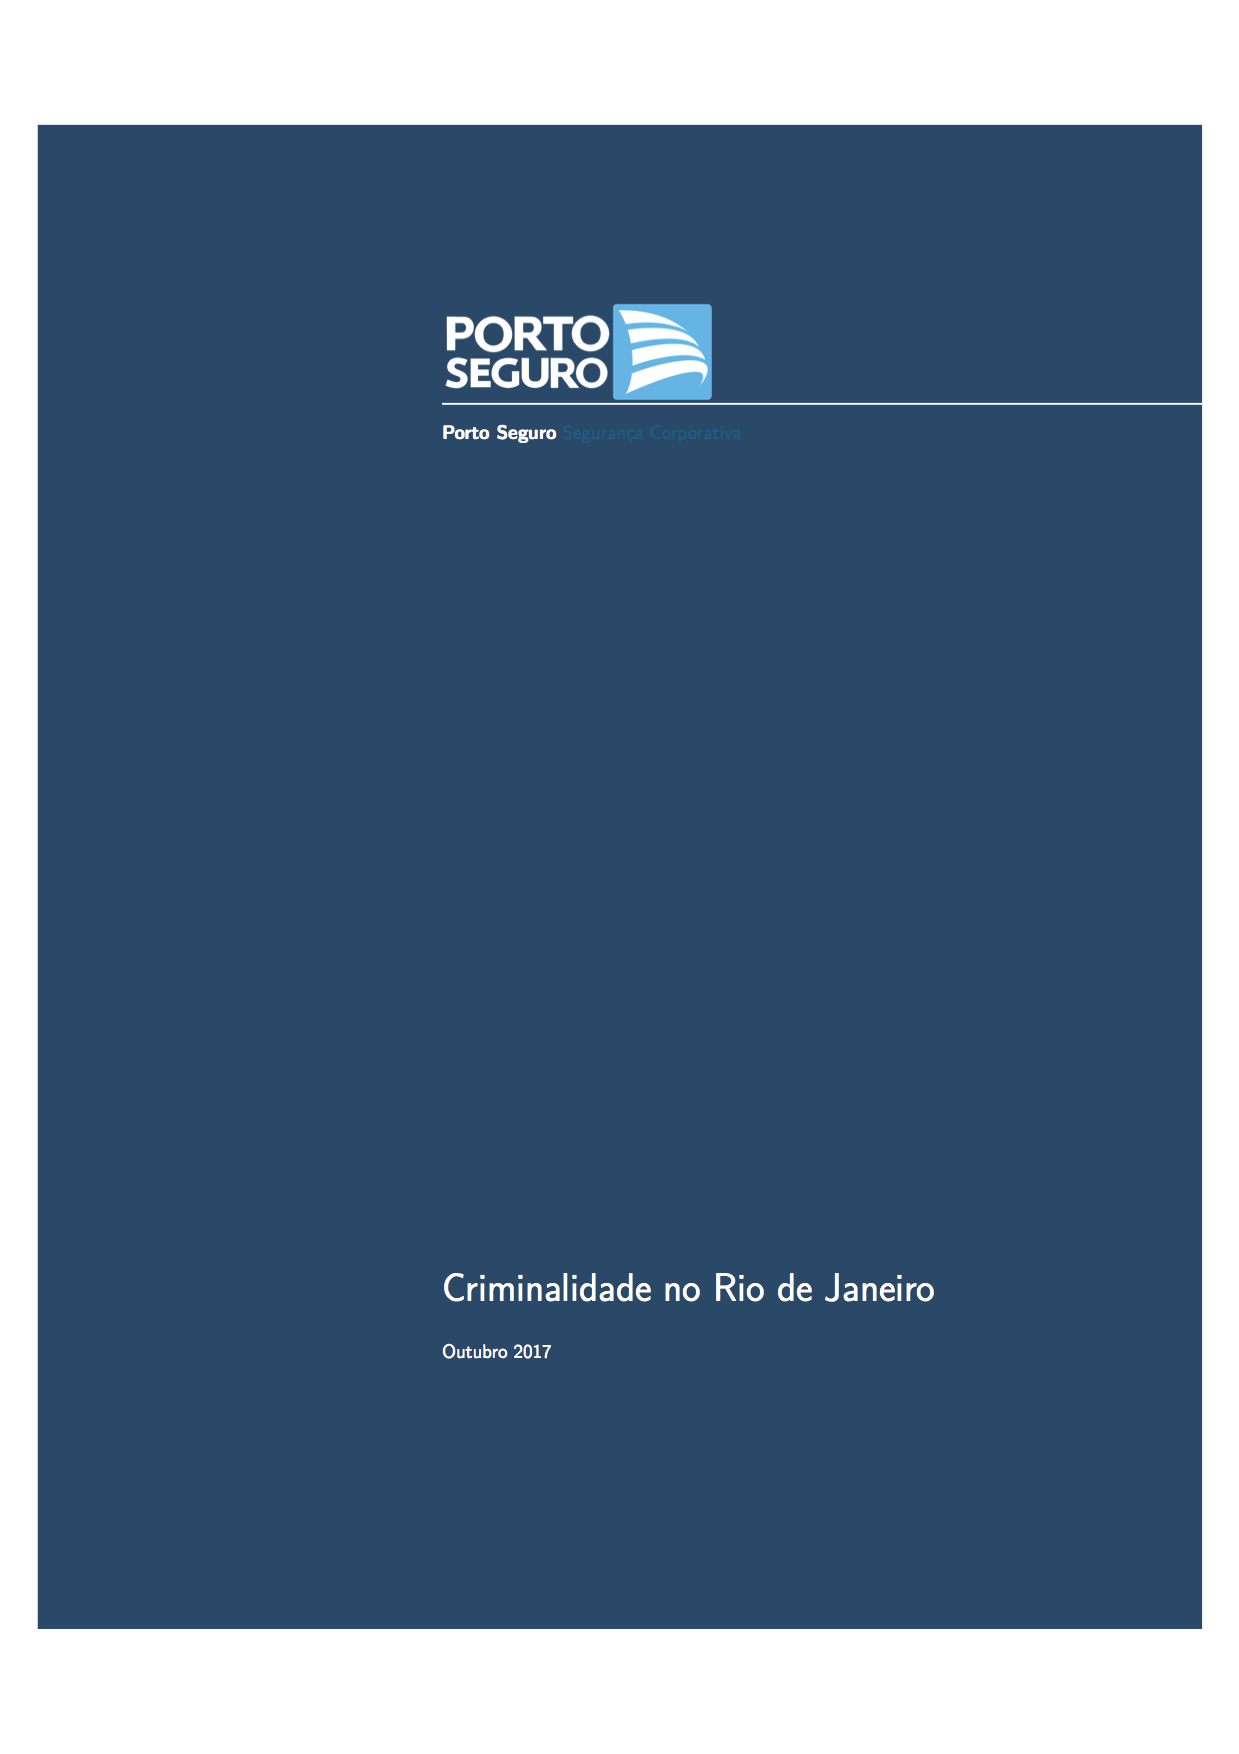 PORTO
SEGURO
Porto Seguro Segurança Corporativa
Criminalidade no Rio de Janeiro
Outubro 2017